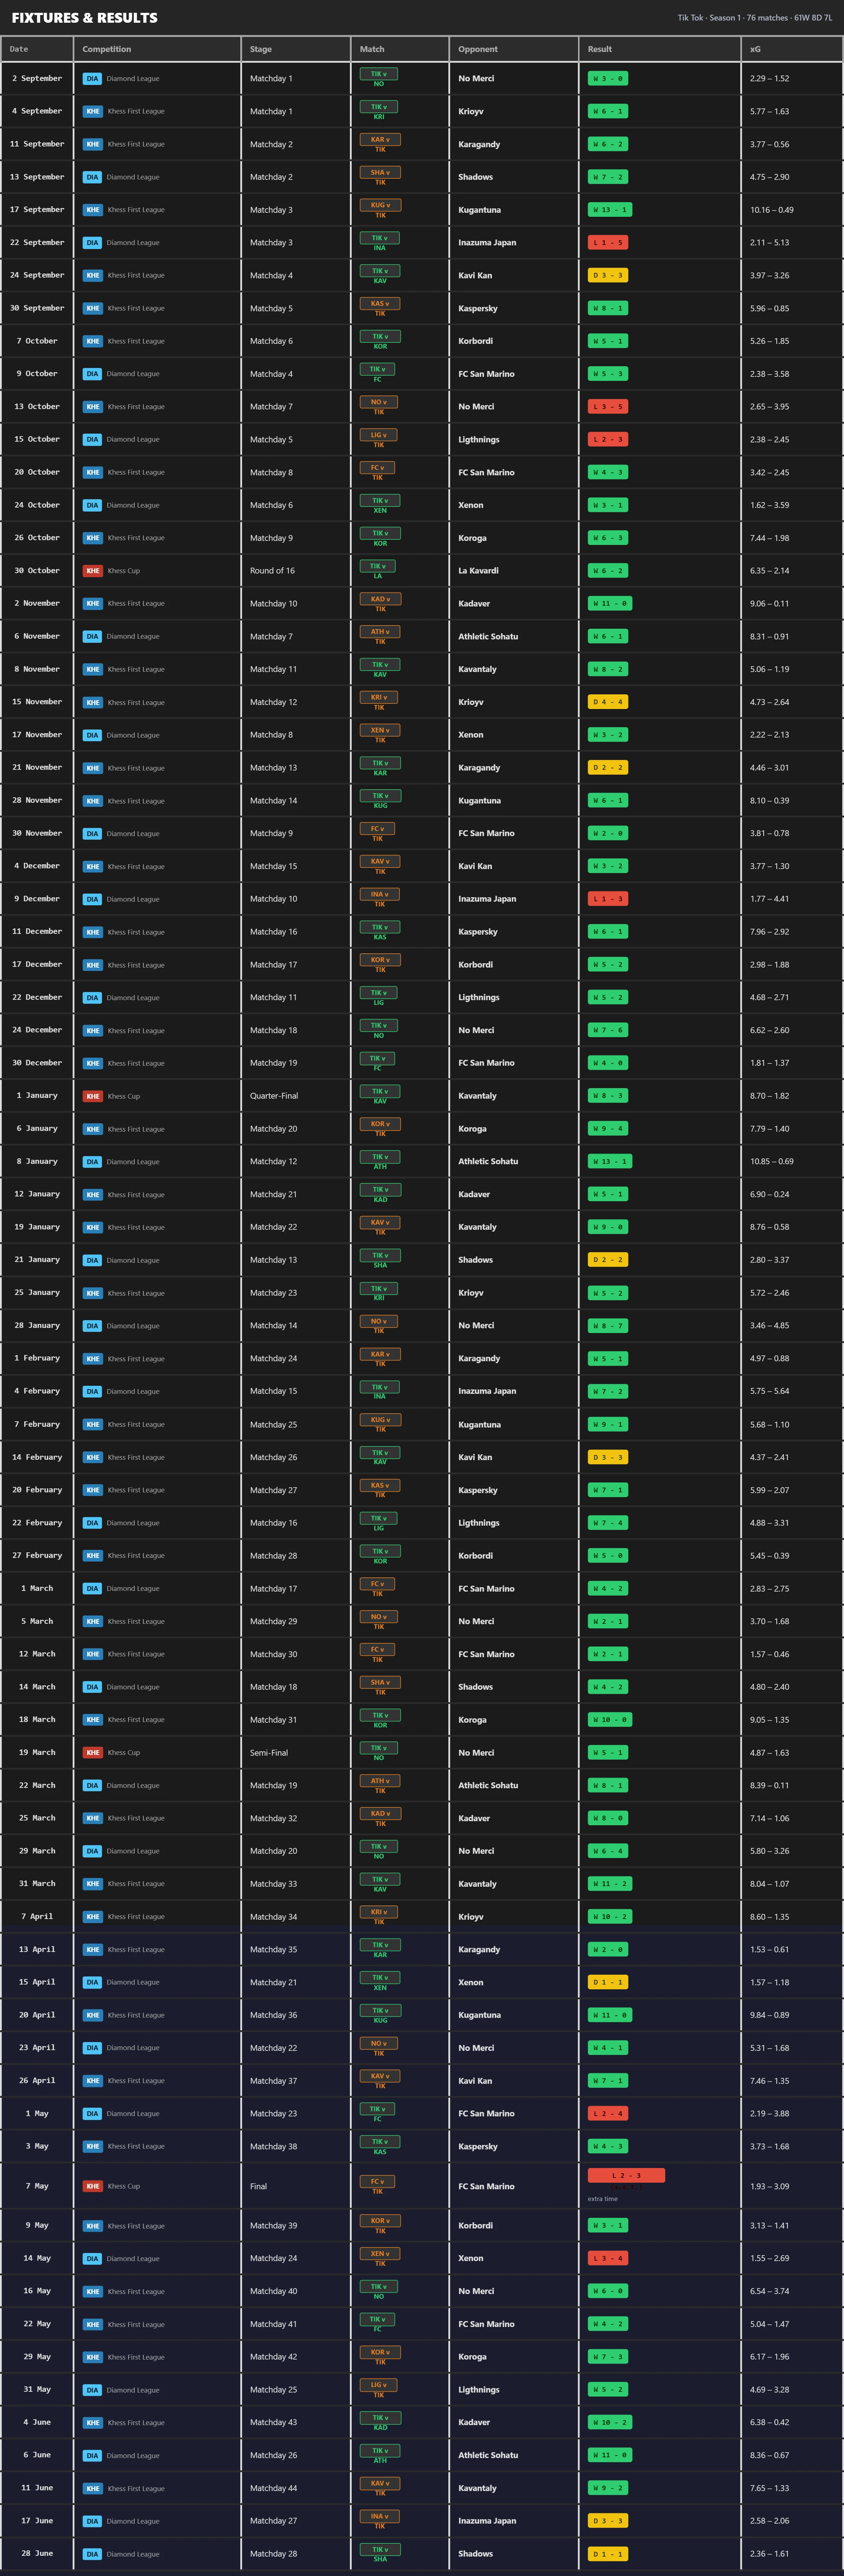 FIXTURES & RESULTS
Tik Tok · Season 1 · 76 matches · 61W 8D 7L
Date Competition Stage Match Opponent Result xG
2 September DIA Diamond League Matchday 1 TIK v NO No Merci W 3 - 0 2.29 – 1.52
4 September KHE Khess First League Matchday 1 TIK v KRI Krioyv W 6 - 1 5.77 – 1.63
11 September KHE Khess First League Matchday 2 KAR v TIK Karagandy W 6 - 2 3.77 – 0.56
13 September DIA Diamond League Matchday 2 SHA v TIK Shadows W 7 - 2 4.75 – 2.90
17 September KHE Khess First League Matchday 3 KUG v TIK Kugantuna W 13 - 1 10.16 – 0.49
22 September DIA Diamond League Matchday 3 TIK v INA Inazuma Japan L 1 - 5 2.11 – 5.13
24 September KHE Khess First League Matchday 4 TIK v KAV Kavi Kan D 3 - 3 3.97 – 3.26
30 September KHE Khess First League Matchday 5 KAS v TIK Kaspersky W 8 - 1 5.96 – 0.85
7 October KHE Khess First League Matchday 6 TIK v KOR Korbordi W 5 - 1 5.26 – 1.85
9 October DIA Diamond League Matchday 4 TIK v FC FC San Marino W 5 - 3 2.38 – 3.58
13 October KHE Khess First League Matchday 7 NO v TIK No Merci L 3 - 5 2.65 – 3.95
15 October DIA Diamond League Matchday 5 LIG v TIK Ligthnings L 2 - 3 2.38 – 2.45
20 October KHE Khess First League Matchday 8 FC v TIK FC San Marino W 4 - 3 3.42 – 2.45
24 October DIA Diamond League Matchday 6 TIK v XEN Xenon W 3 - 1 1.62 – 3.59
26 October KHE Khess First League Matchday 9 TIK v KOR Koroga W 6 - 3 7.44 – 1.98
30 October KHE Khess Cup Round of 16 TIK v LA La Kavardi W 6 - 2 6.35 – 2.14
2 November KHE Khess First League Matchday 10 KAD v TIK Kadaver W 11 - 0 9.06 – 0.11
6 November DIA Diamond League Matchday 7 ATH v TIK Athletic Sohatu W 6 - 1 8.31 – 0.91
8 November KHE Khess First League Matchday 11 TIK v KAV Kavantaly W 8 - 2 5.06 – 1.19
15 November KHE Khess First League Matchday 12 KRI v TIK Krioyv D 4 - 4 4.73 – 2.64
17 November DIA Diamond League Matchday 8 XEN v TIK Xenon W 3 - 2 2.22 – 2.13
21 November KHE Khess First League Matchday 13 TIK v KAR Karagandy D 2 - 2 4.46 – 3.01
28 November KHE Khess First League Matchday 14 TIK v KUG Kugantuna W 6 - 1 8.10 – 0.39
30 November DIA Diamond League Matchday 9 FC v TIK FC San Marino W 2 - 0 3.81 – 0.78
4 December KHE Khess First League Matchday 15 KAV v TIK Kavi Kan W 3 - 2 3.77 – 1.30
9 December DIA Diamond League Matchday 10 INA v TIK Inazuma Japan L 1 - 3 1.77 – 4.41
11 December KHE Khess First League Matchday 16 TIK v KAS Kaspersky W 6 - 1 7.96 – 2.92
17 December KHE Khess First League Matchday 17 KOR v TIK Korbordi W 5 - 2 2.98 – 1.88
22 December DIA Diamond League Matchday 11 TIK v LIG Ligthnings W 5 - 2 4.68 – 2.71
24 December KHE Khess First League Matchday 18 TIK v NO No Merci W 7 - 6 6.62 – 2.60
30 December KHE Khess First League Matchday 19 TIK v FC FC San Marino W 4 - 0 1.81 – 1.37
1 January KHE Khess Cup Quarter-Final TIK v KAV Kavantaly W 8 - 3 8.70 – 1.82
6 January KHE Khess First League Matchday 20 KOR v TIK Koroga W 9 - 4 7.79 – 1.40
8 January DIA Diamond League Matchday 12 TIK v ATH Athletic Sohatu W 13 - 1 10.85 – 0.69
12 January KHE Khess First League Matchday 21 TIK v KAD Kadaver W 5 - 1 6.90 – 0.24
19 January KHE Khess First League Matchday 22 KAV v TIK Kavantaly W 9 - 0 8.76 – 0.58
21 January DIA Diamond League Matchday 13 TIK v SHA Shadows D 2 - 2 2.80 – 3.37
25 January KHE Khess First League Matchday 23 TIK v KRI Krioyv W 5 - 2 5.72 – 2.46
28 January DIA Diamond League Matchday 14 NO v TIK No Merci W 8 - 7 3.46 – 4.85
1 February KHE Khess First League Matchday 24 KAR v TIK Karagandy W 5 - 1 4.97 – 0.88
4 February DIA Diamond League Matchday 15 TIK v INA Inazuma Japan W 7 - 2 5.75 – 5.64
7 February KHE Khess First League Matchday 25 KUG v TIK Kugantuna W 9 - 1 5.68 – 1.10
14 February KHE Khess First League Matchday 26 TIK v KAV Kavi Kan D 3 - 3 4.37 – 2.41
20 February KHE Khess First League Matchday 27 KAS v TIK Kaspersky W 7 - 1 5.99 – 2.07
22 February DIA Diamond League Matchday 16 TIK v LIG Ligthnings W 7 - 4 4.88 – 3.31
27 February KHE Khess First League Matchday 28 TIK v KOR Korbordi W 5 - 0 5.45 – 0.39
1 March DIA Diamond League Matchday 17 FC v TIK FC San Marino W 4 - 2 2.83 – 2.75
5 March KHE Khess First League Matchday 29 NO v TIK No Merci W 2 - 1 3.70 – 1.68
12 March KHE Khess First League Matchday 30 FC v TIK FC San Marino W 2 - 1 1.57 – 0.46
14 March DIA Diamond League Matchday 18 SHA v TIK Shadows W 4 - 2 4.80 – 2.40
18 March KHE Khess First League Matchday 31 TIK v KOR Koroga W 10 - 0 9.05 – 1.35
19 March KHE Khess Cup Semi-Final TIK v NO No Merci W 5 - 1 4.87 – 1.63
22 March DIA Diamond League Matchday 19 ATH v TIK Athletic Sohatu W 8 - 1 8.39 – 0.11
25 March KHE Khess First League Matchday 32 KAD v TIK Kadaver W 8 - 0 7.14 – 1.06
29 March DIA Diamond League Matchday 20 TIK v NO No Merci W 6 - 4 5.80 – 3.26
31 March KHE Khess First League Matchday 33 TIK v KAV Kavantaly W 11 - 2 8.04 – 1.07
7 April KHE Khess First League Matchday 34 KRI v TIK Krioyv W 10 - 2 8.60 – 1.35
13 April KHE Khess First League Matchday 35 TIK v KAR Karagandy W 2 - 0 1.53 – 0.61
15 April DIA Diamond League Matchday 21 TIK v XEN Xenon D 1 - 1 1.57 – 1.18
20 April KHE Khess First League Matchday 36 TIK v KUG Kugantuna W 11 - 0 9.84 – 0.89
23 April DIA Diamond League Matchday 22 NO v TIK No Merci W 4 - 1 5.31 – 1.68
26 April KHE Khess First League Matchday 37 KAV v TIK Kavi Kan W 7 - 1 7.46 – 1.35
1 May DIA Diamond League Matchday 23 TIK v FC FC San Marino L 2 - 4 2.19 – 3.88
3 May KHE Khess First League Matchday 38 TIK v KAS Kaspersky W 4 - 3 3.73 – 1.68
7 May KHE Khess Cup Final FC v TIK FC San Marino L 2 - 3 extra time 1.93 – 3.09
9 May KHE Khess First League Matchday 39 KOR v TIK Korbordi W 3 - 1 3.13 – 1.41
14 May DIA Diamond League Matchday 24 XEN v TIK Xenon L 3 - 4 1.55 – 2.69
16 May KHE Khess First League Matchday 40 TIK v NO No Merci W 6 - 0 6.54 – 3.74
22 May KHE Khess First League Matchday 41 TIK v FC FC San Marino W 4 - 2 5.04 – 1.47
29 May KHE Khess First League Matchday 42 KOR v TIK Koroga W 7 - 3 6.17 – 1.96
31 May DIA Diamond League Matchday 25 LIG v TIK Ligthnings W 5 - 2 4.69 – 3.28
4 June KHE Khess First League Matchday 43 TIK v KAD Kadaver W 10 - 2 6.38 – 0.42
6 June DIA Diamond League Matchday 26 TIK v ATH Athletic Sohatu W 11 - 0 8.36 – 0.67
11 June KHE Khess First League Matchday 44 KAV v TIK Kavantaly W 9 - 2 7.65 – 1.33
17 June DIA Diamond League Matchday 27 INA v TIK Inazuma Japan D 3 - 3 2.58 – 2.06
28 June DIA Diamond League Matchday 28 TIK v SHA Shadows D 1 - 1 2.36 – 1.61